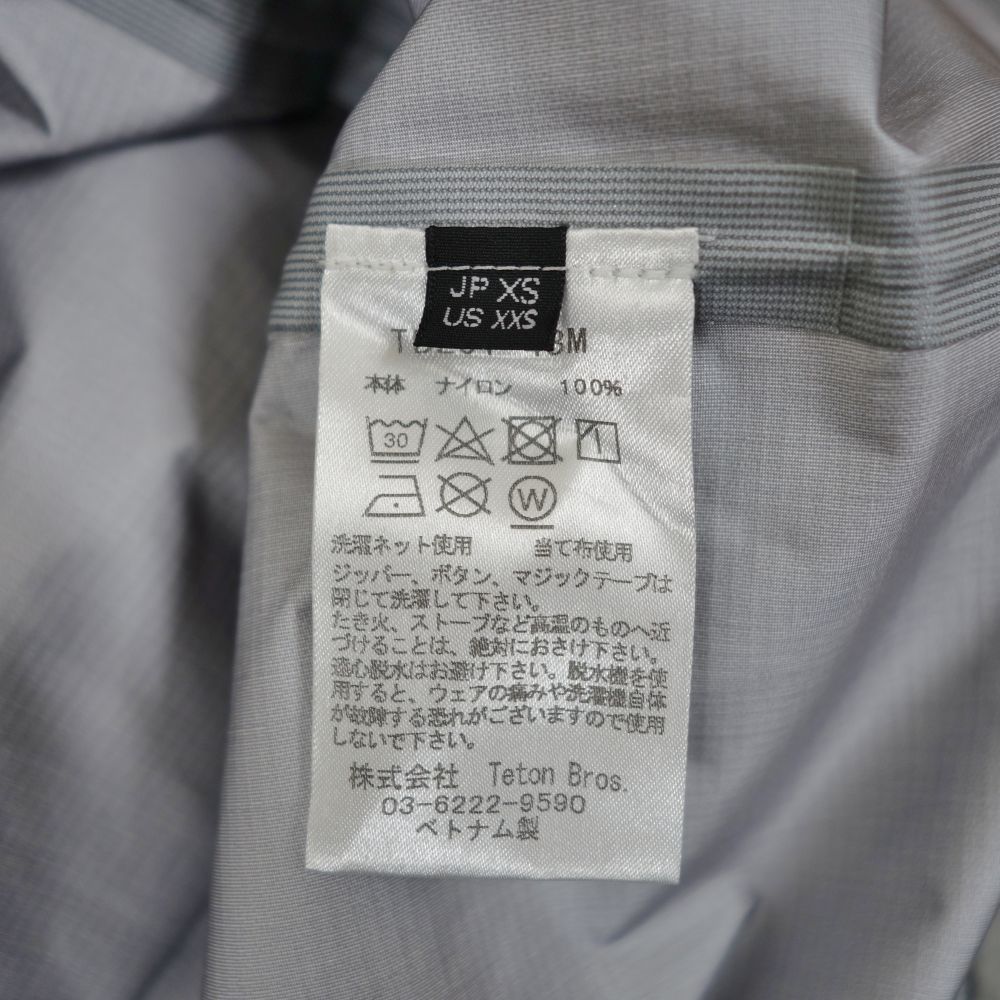 JP XS
US XXS
本体 ナイロン 100%
30
W
洗濯ネット使用 当て布使用
ジッパー、ボタン、マジックテープは
閉じて洗濯して下さい。
たき火、ストーブなど高温のものへ近
づけることは、絶対におさけ下さい。
遠心脱水はお避け下さい。脱水機を使
用すると、ウェアの痛みや洗濯機自体
が故障する恐れがございますので使用
しないで下さい。
株式会社 Teton Bros.
03-6222-9590
ベトナム製